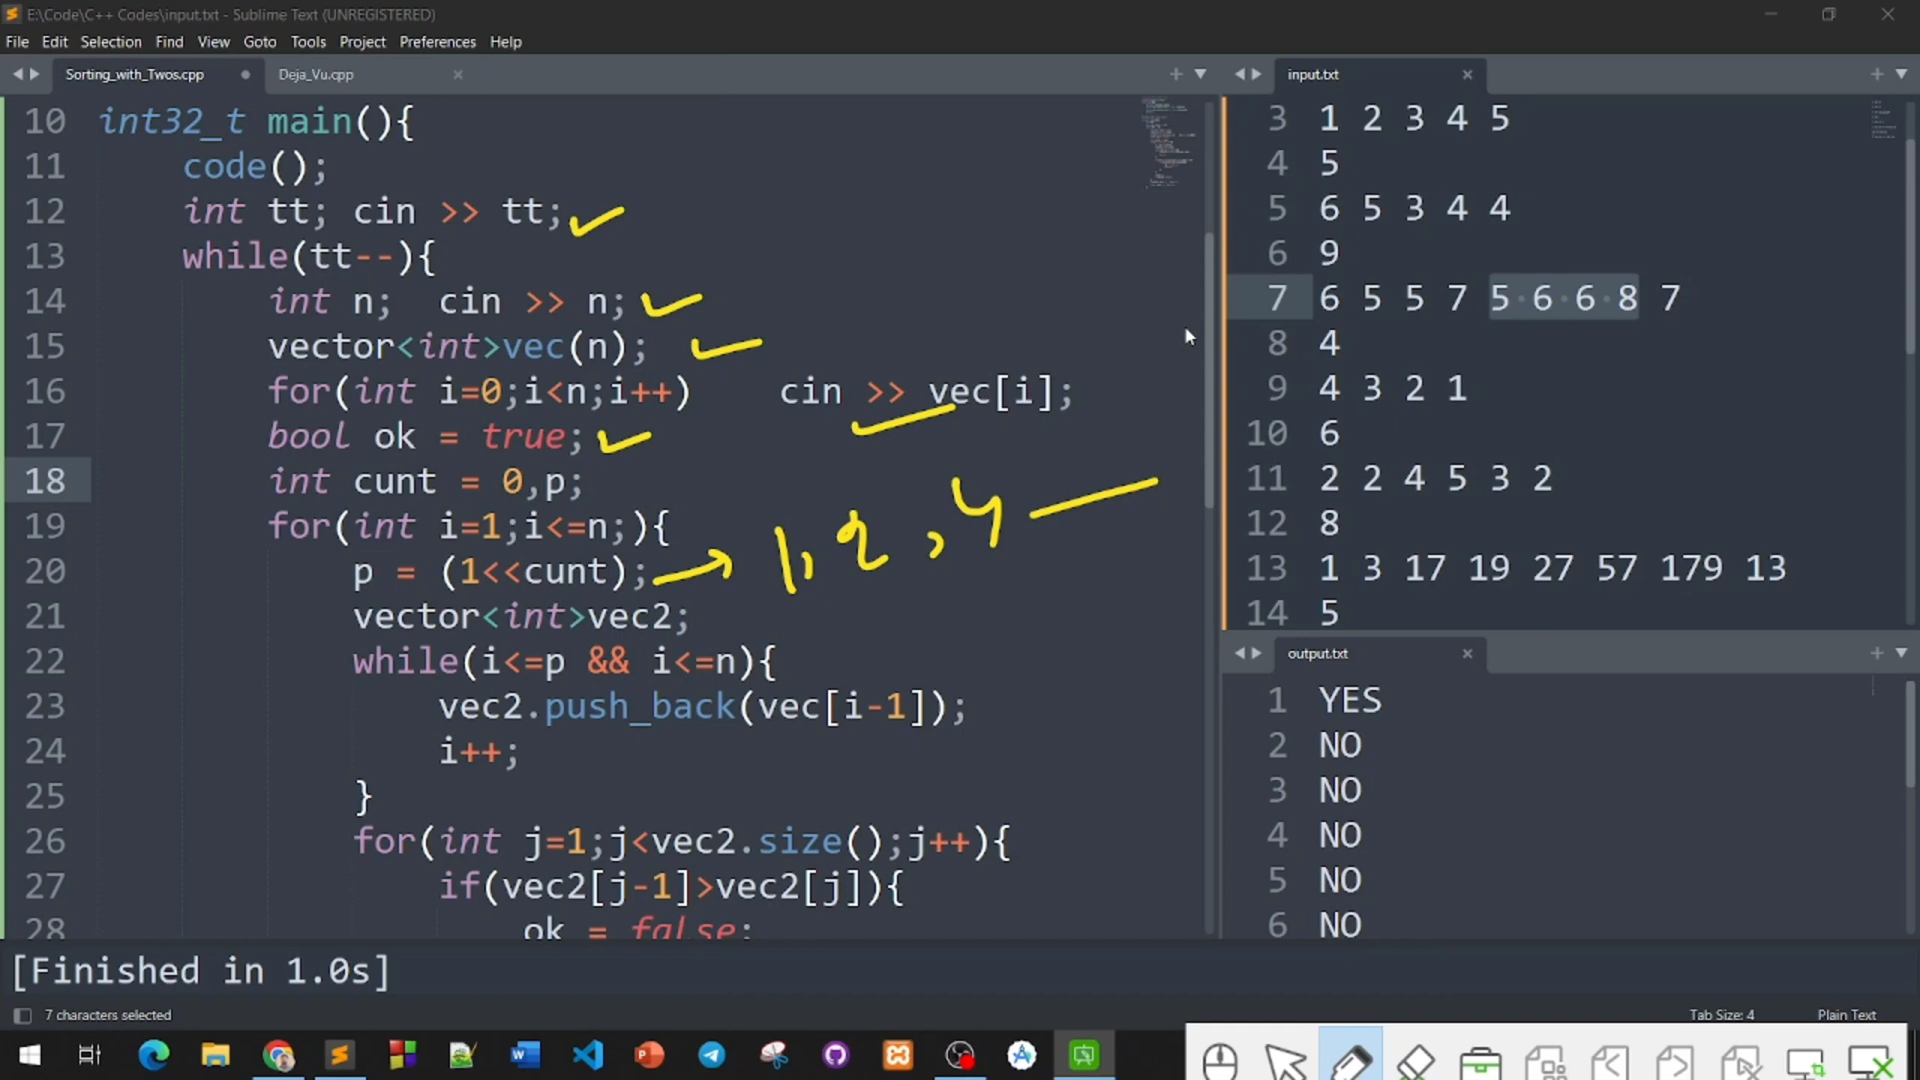 E:\Code\C++ Codes\input.txt - Sublime Text (UNREGISTERED)
File Edit Selection Find View Goto Tools Project Preferences Help
Sorting_with_Twos.cpp Deja_Vu.cpp
10 int32_t main(){
11 code();
12 int tt; cin >> tt;
13 while(tt--){
14 int n; cin >> n;
15 vector<int>vec(n);
16 for(int i=0;i<n;i++) cin >> vec[i];
17 bool ok = true;
18 int cunt = 0,p;
19 for(int i=1;i<=n;){
20 p = (1<<cunt); 1, 2, 4
21 vector<int>vec2;
22 while(i<=p && i<=n){
23 vec2.push_back(vec[i-1]);
24 i++;
25 }
26 for(int j=1;j<vec2.size();j++){
27 if(vec2[j-1]>vec2[j]){
28 ok = false;
input.txt
3 1 2 3 4 5
4 5
5 6 5 3 4 4
6 9
7 6 5 5 7 5 6 6 8 7
8 4
9 4 3 2 1
10 6
11 2 2 4 5 3 2
12 8
13 1 3 17 19 27 57 179 13
14 5
output.txt
1 YES
2 NO
3 NO
4 NO
5 NO
6 NO
[Finished in 1.0s]
7 characters selected
Tab Size: 4 Plain Text